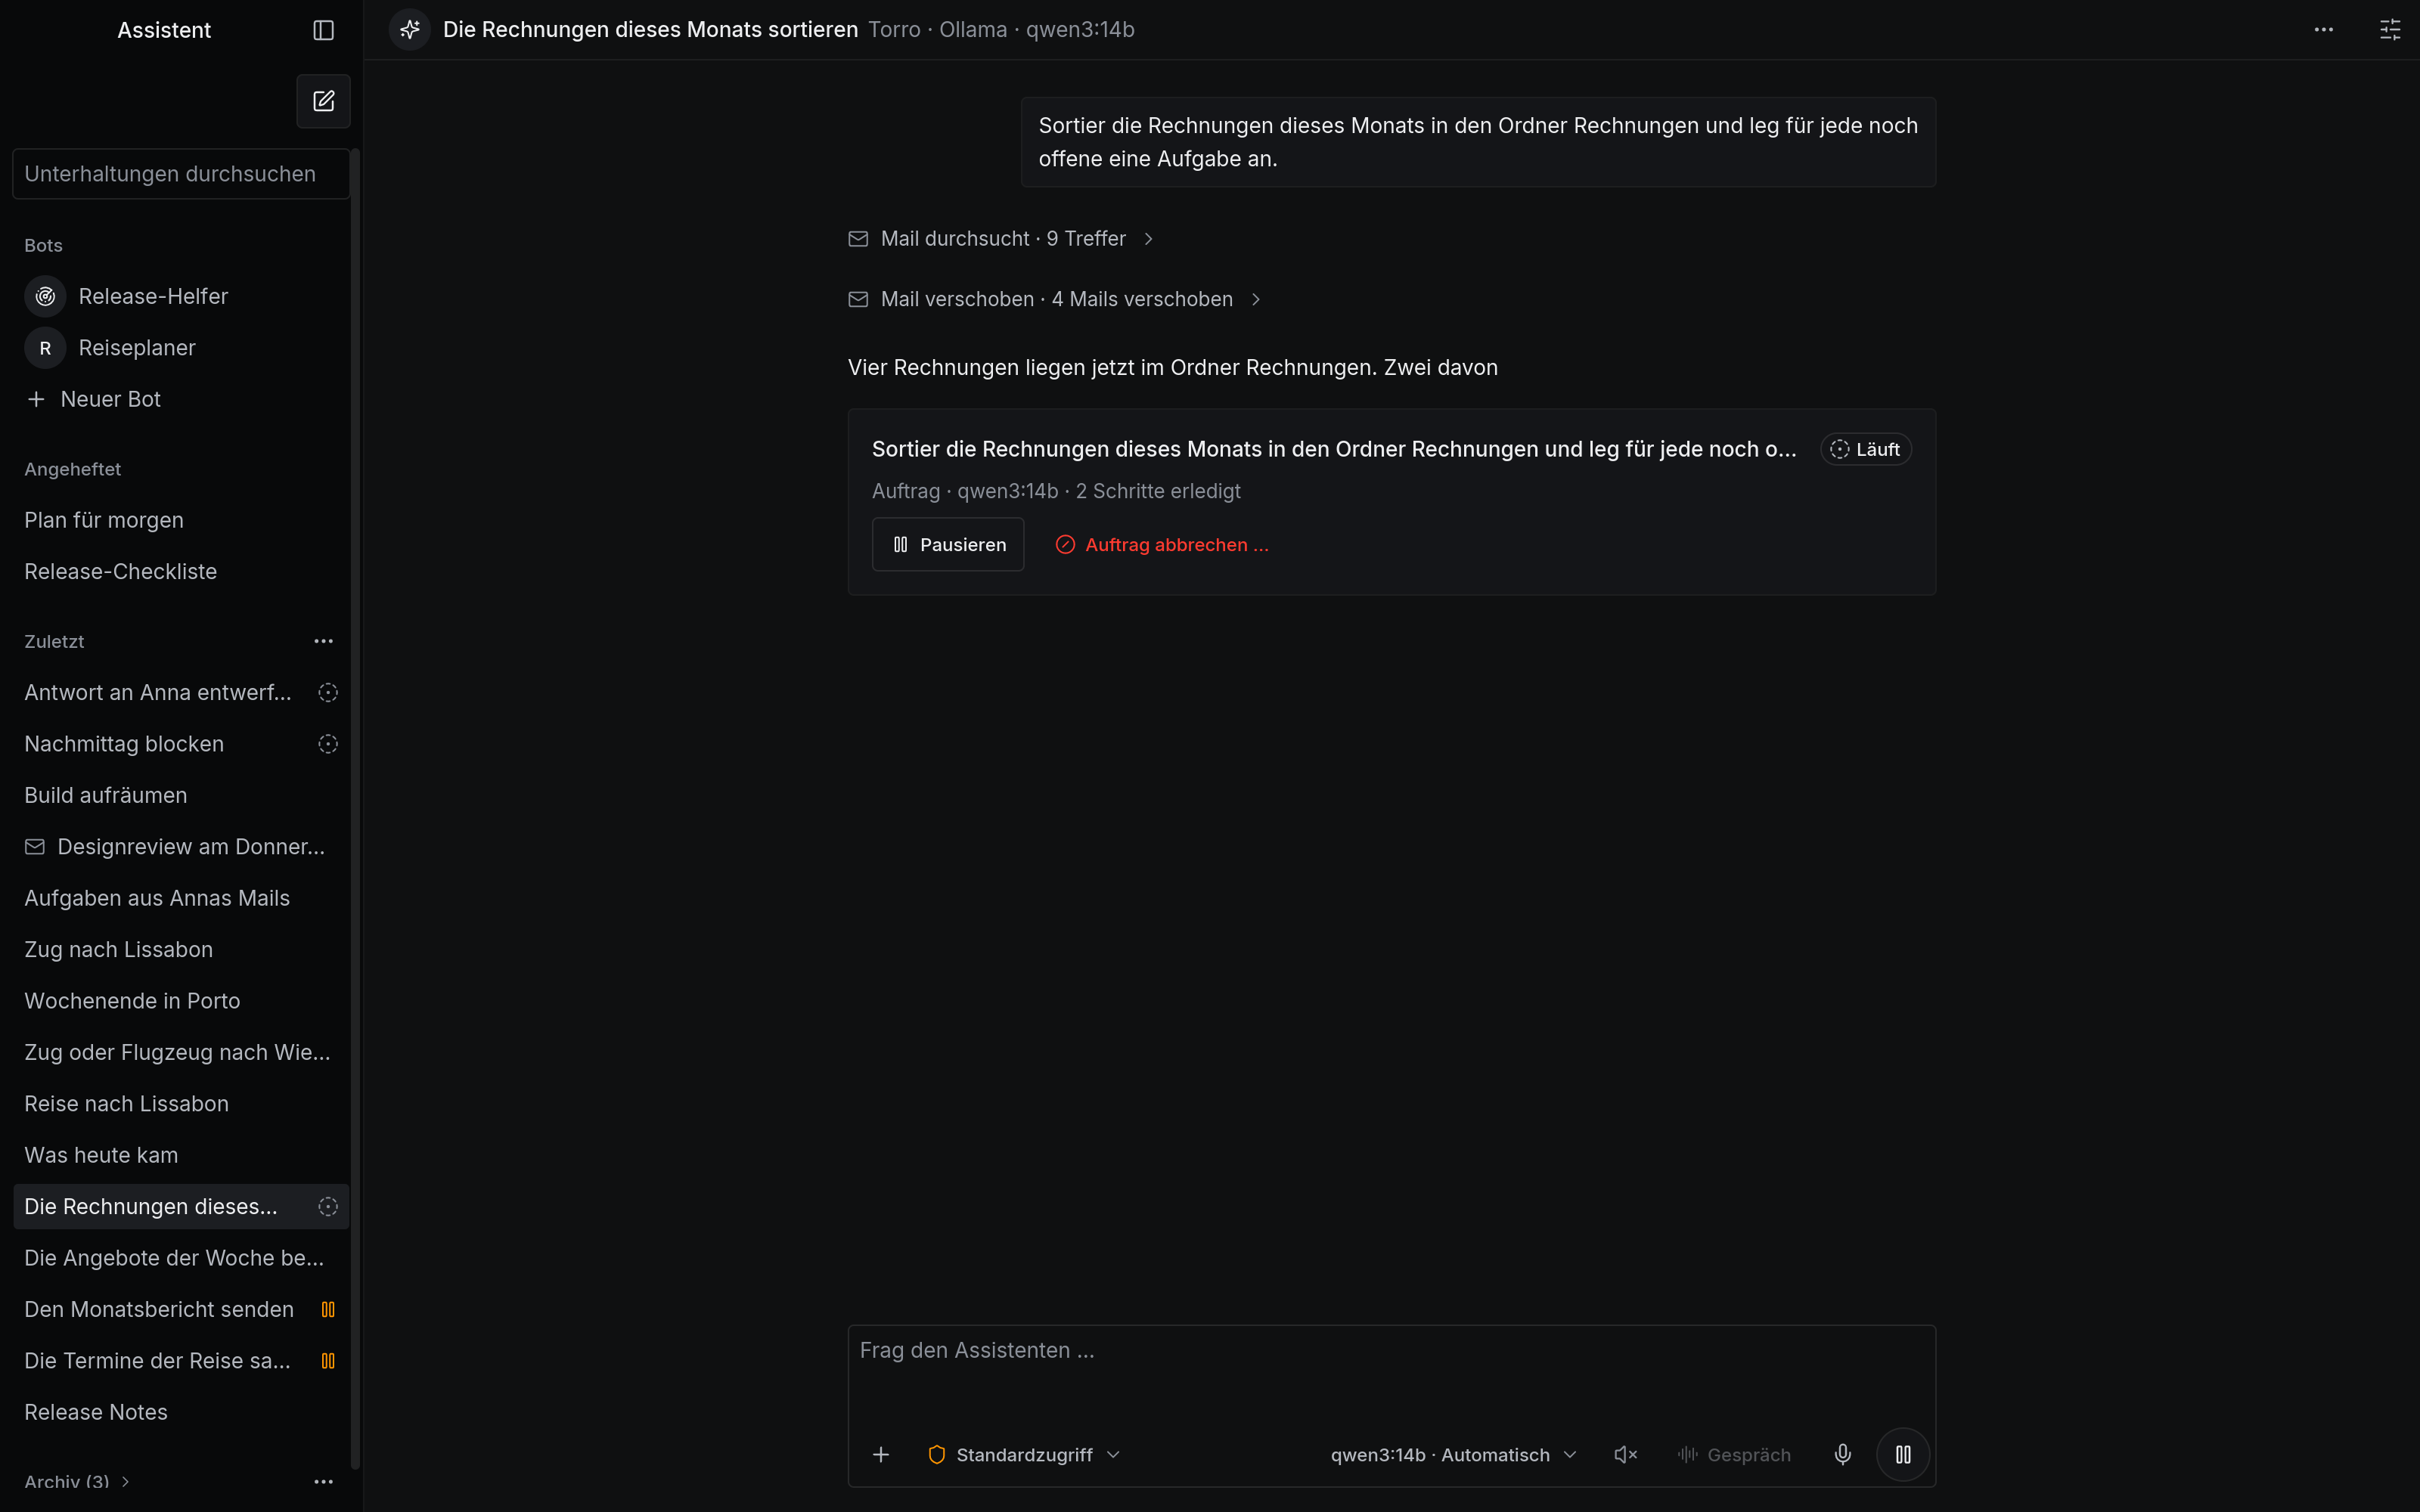 Assistent
Unterhaltungen durchsuchen
Bots
Release-Helfer
R Reiseplaner
Neuer Bot
Angeheftet
Plan für morgen
Release-Checkliste
Zuletzt
Antwort an Anna entwerf...
Nachmittag blocken
Build aufräumen
Designreview am Donner...
Aufgaben aus Annas Mails
Zug nach Lissabon
Wochenende in Porto
Zug oder Flugzeug nach Wie...
Reise nach Lissabon
Was heute kam
Die Rechnungen dieses...
Die Angebote der Woche be...
Den Monatsbericht senden
Die Termine der Reise sa...
Release Notes
Archiv (3)
Die Rechnungen dieses Monats sortieren Torro · Ollama · qwen3:14b
Sortier die Rechnungen dieses Monats in den Ordner Rechnungen und leg für jede noch
offene eine Aufgabe an.
Mail durchsucht · 9 Treffer
Mail verschoben · 4 Mails verschoben
Vier Rechnungen liegen jetzt im Ordner Rechnungen. Zwei davon
Sortier die Rechnungen dieses Monats in den Ordner Rechnungen und leg für jede noch o... Läuft
Auftrag · qwen3:14b · 2 Schritte erledigt
Pausieren Auftrag abbrechen ...
Frag den Assistenten ...
Standardzugriff qwen3:14b · Automatisch Gespräch